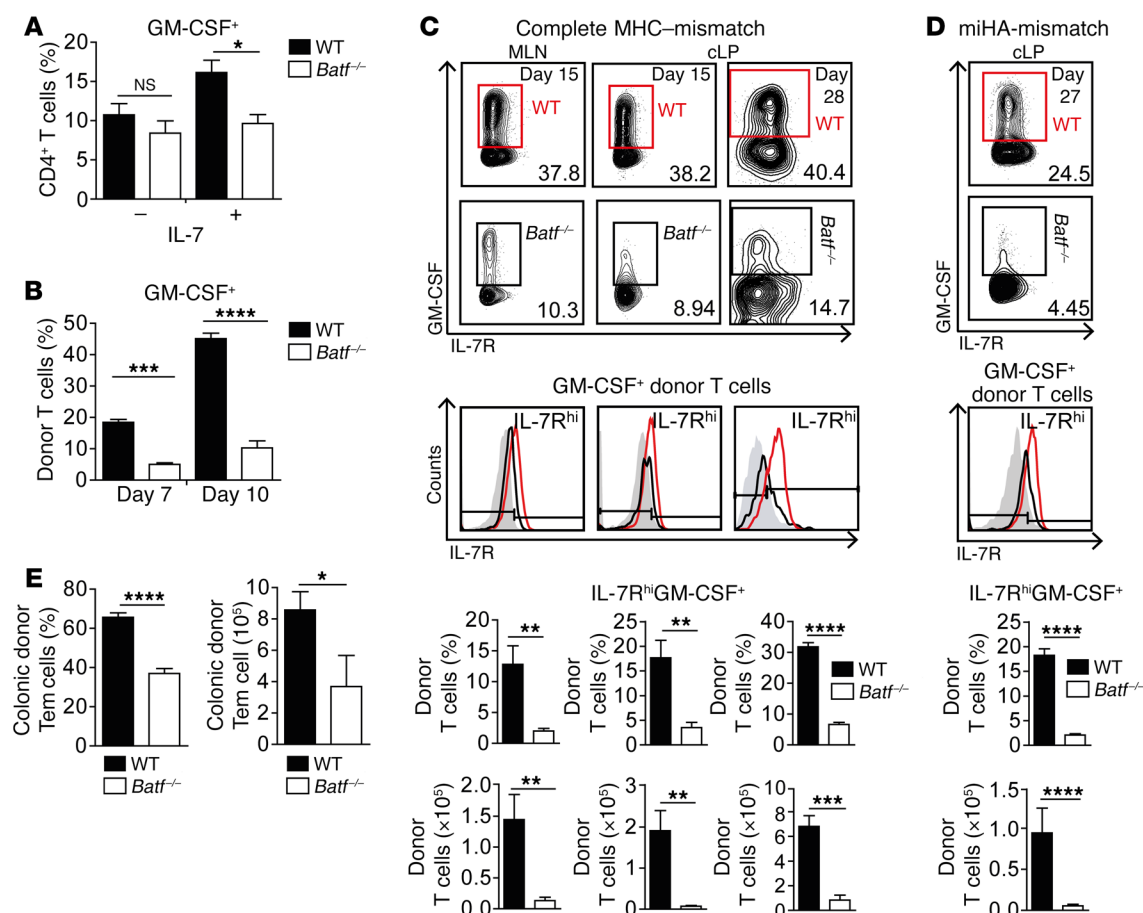 A
GM-CSF⁺
CD4⁺ T cells (%)
20
15
10
5
0
NS
*
WT
Batf⁻/⁻
– +
IL-7
B
GM-CSF⁺
Donor T cells (%)
50
40
30
20
10
0
***
****
WT
Batf⁻/⁻
Day 7 Day 10
C
Complete MHC–mismatch
MLN cLP
Day 15 Day 15 Day 28
WT WT WT
37.8 38.2 40.4
Batf⁻/⁻ Batf⁻/⁻ Batf⁻/⁻
10.3 8.94 14.7
GM-CSF
IL-7R
GM-CSF⁺ donor T cells
IL-7Rhi IL-7Rhi IL-7Rhi
Counts
IL-7R
IL-7RhiGM-CSF⁺
Donor T cells (%)
20
15
10
5
0
**
Donor T cells (%)
25
20
15
10
5
0
**
Donor T cells (%)
40
30
20
10
0
****
WT
Batf⁻/⁻
Donor T cells (×10⁵)
2.0
1.5
1.0
0.5
0.0
**
Donor T cells (×10⁵)
3
2
1
0
**
Donor T cells (×10⁵)
8
6
4
2
0
***
D
miHA-mismatch
cLP
Day 27
WT
24.5
Batf⁻/⁻
4.45
GM-CSF
IL-7R
GM-CSF⁺
donor T cells
IL-7Rhi
IL-7R
IL-7RhiGM-CSF⁺
Donor T cells (%)
25
20
15
10
5
0
****
WT
Batf⁻/⁻
Donor T cells (×10⁵)
1.5
1.0
0.5
0.0
****
E
Colonic donor Tem cells (%)
80
60
40
20
0
****
WT
Batf⁻/⁻
Colonic donor Tem cell (10⁵)
10
8
6
4
2
0
*
WT
Batf⁻/⁻